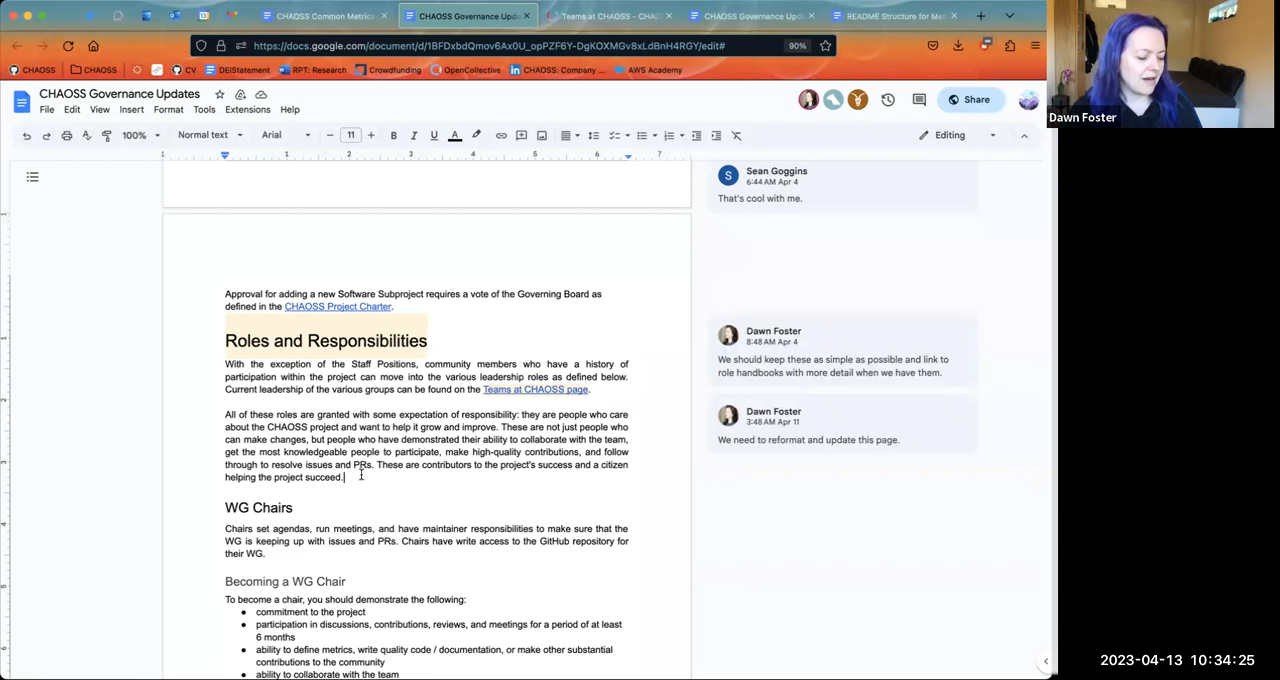 CHAOSS Common Metrics
CHAOSS Governance Upda
Teams at CHAOSS - CHAC
CHAOSS Governance Upd
README Structure for Met
https://docs.google.com/document/d/1BFDxbdQmov6Ax0U_opPZF6Y-DgKOXMGv8xLdBnH4RGY/edit#
90%
CHAOSS
CHAOSS
CV
DEIStatement
RPT: Research
Crowdfunding
OpenCollective
CHAOSS: Company ...
AWS Academy
CHAOSS Governance Updates
File Edit View Insert Format Tools Extensions Help
Share
100%
Normal text
Arial
11
Editing
Dawn Foster
Sean Goggins
6:44 AM Apr 4
That's cool with me.
Approval for adding a new Software Subproject requires a vote of the Governing Board as
defined in the CHAOSS Project Charter.
Roles and Responsibilities
With the exception of the Staff Positions, community members who have a history of
participation within the project can move into the various leadership roles as defined below.
Current leadership of the various groups can be found on the Teams at CHAOSS page.
All of these roles are granted with some expectation of responsibility: they are people who care
about the CHAOSS project and want to help it grow and improve. These are not just people who
can make changes, but people who have demonstrated their ability to collaborate with the team,
get the most knowledgeable people to participate, make high-quality contributions, and follow
through to resolve issues and PRs. These are contributors to the project's success and a citizen
helping the project succeed.
WG Chairs
Chairs set agendas, run meetings, and have maintainer responsibilities to make sure that the
WG is keeping up with issues and PRs. Chairs have write access to the GitHub repository for
their WG.
Becoming a WG Chair
To become a chair, you should demonstrate the following:
● commitment to the project
● participation in discussions, contributions, reviews, and meetings for a period of at least
6 months
● ability to define metrics, write quality code / documentation, or make other substantial
contributions to the community
● ability to collaborate with the team
Dawn Foster
8:48 AM Apr 4
We should keep these as simple as possible and link to
role handbooks with more detail when we have them.
Dawn Foster
3:48 AM Apr 11
We need to reformat and update this page.
2023-04-13 10:34:25